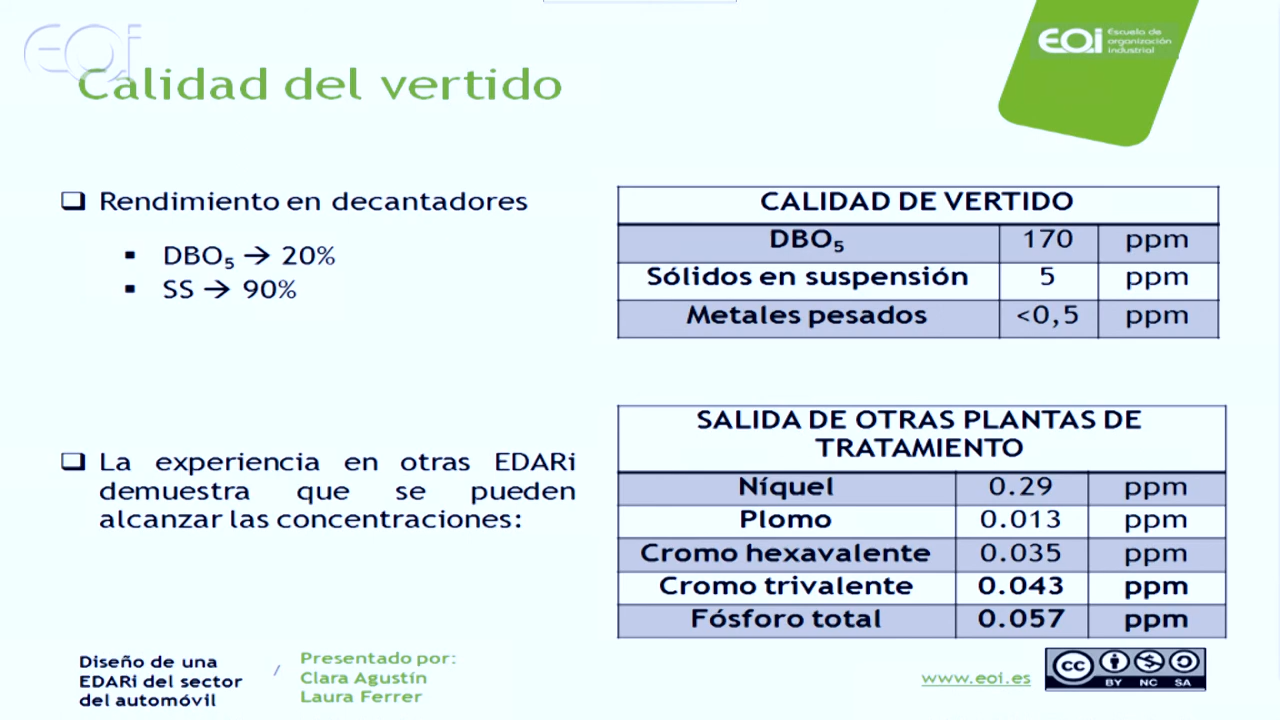 EOi
Calidad del vertido
EOi Escuela de
organización
industrial
❑ Rendimiento en decantadores
▪ DBO₅ → 20%
▪ SS → 90%
CALIDAD DE VERTIDO
DBO₅ 170 ppm
Sólidos en suspensión 5 ppm
Metales pesados <0,5 ppm
❑ La experiencia en otras EDARi
demuestra que se pueden
alcanzar las concentraciones:
SALIDA DE OTRAS PLANTAS DE
TRATAMIENTO
Níquel 0.29 ppm
Plomo 0.013 ppm
Cromo hexavalente 0.035 ppm
Cromo trivalente 0.043 ppm
Fósforo total 0.057 ppm
Diseño de una
EDARi del sector
del automóvil
/
Presentado por:
Clara Agustín
Laura Ferrer
www.eoi.es
cc
BY NC SA